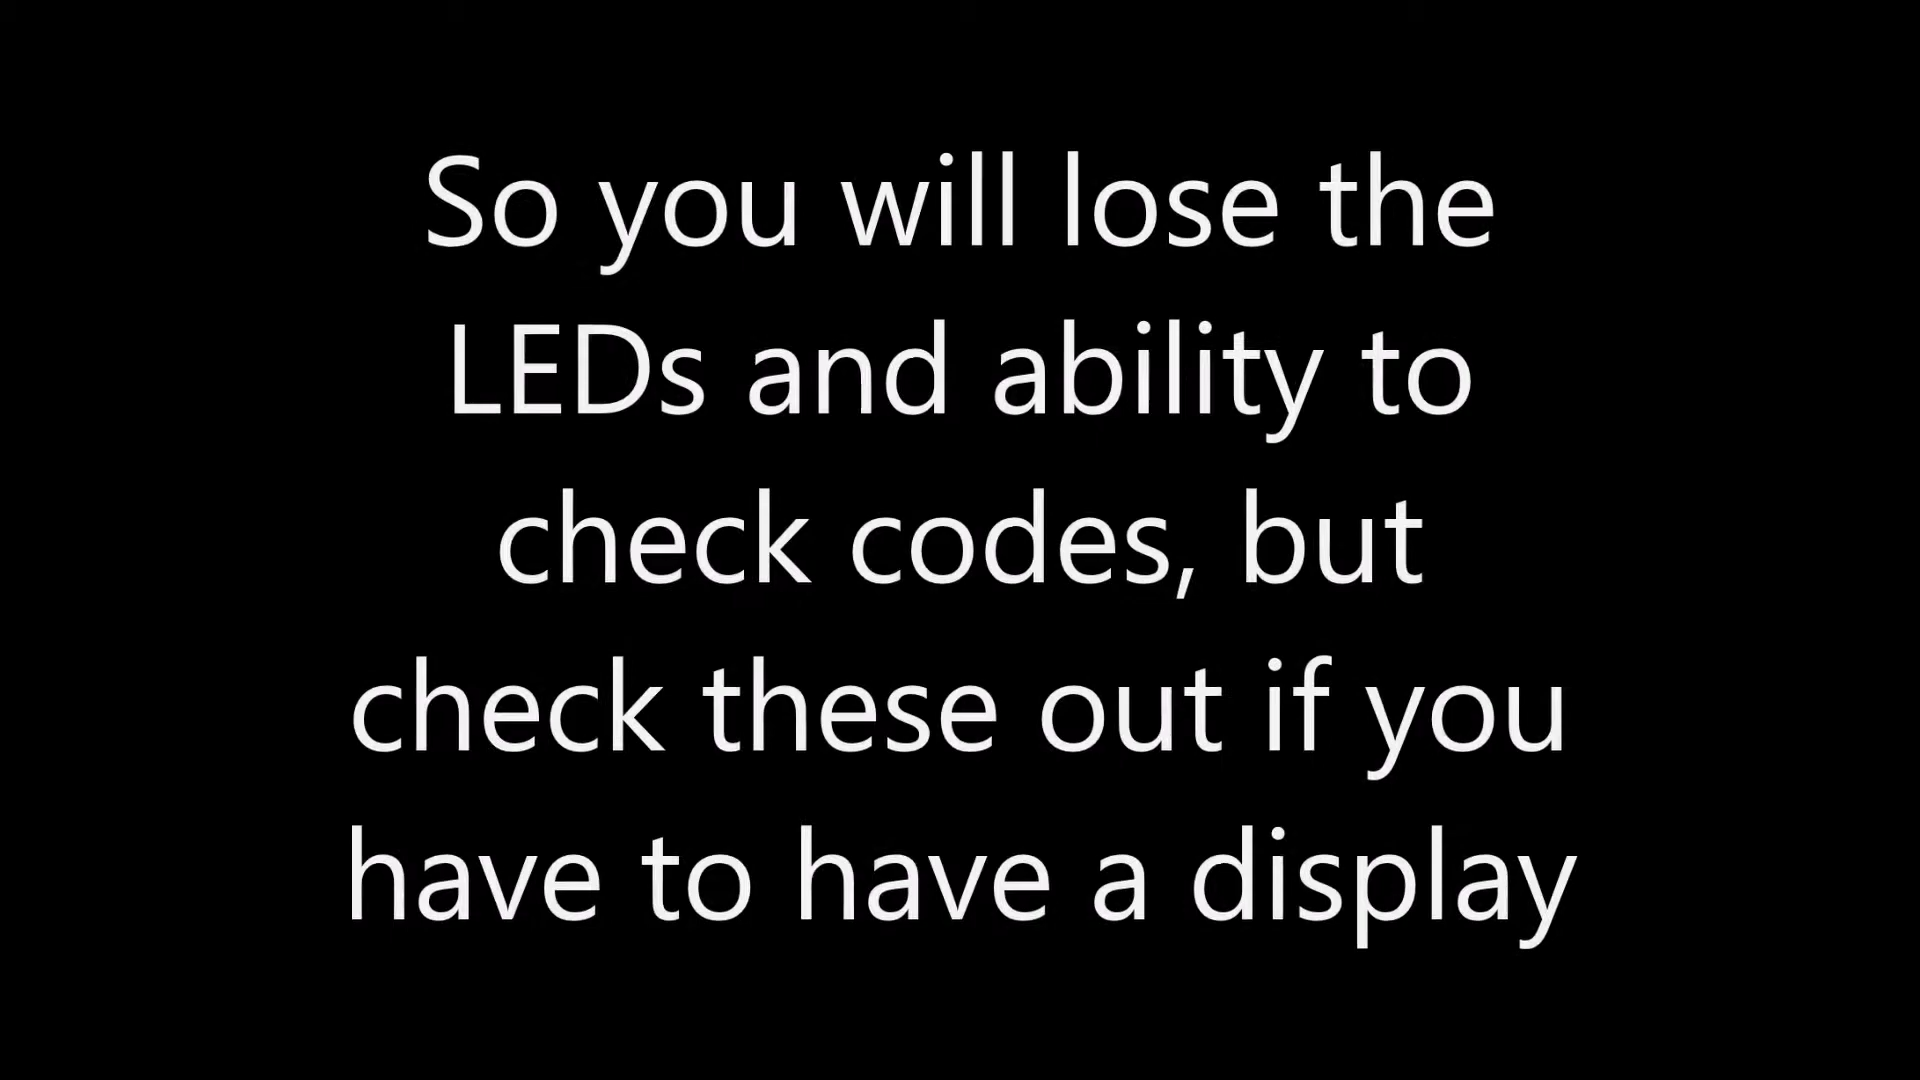 So you will lose the
LEDs and ability to
check codes, but
check these out if you
have to have a display